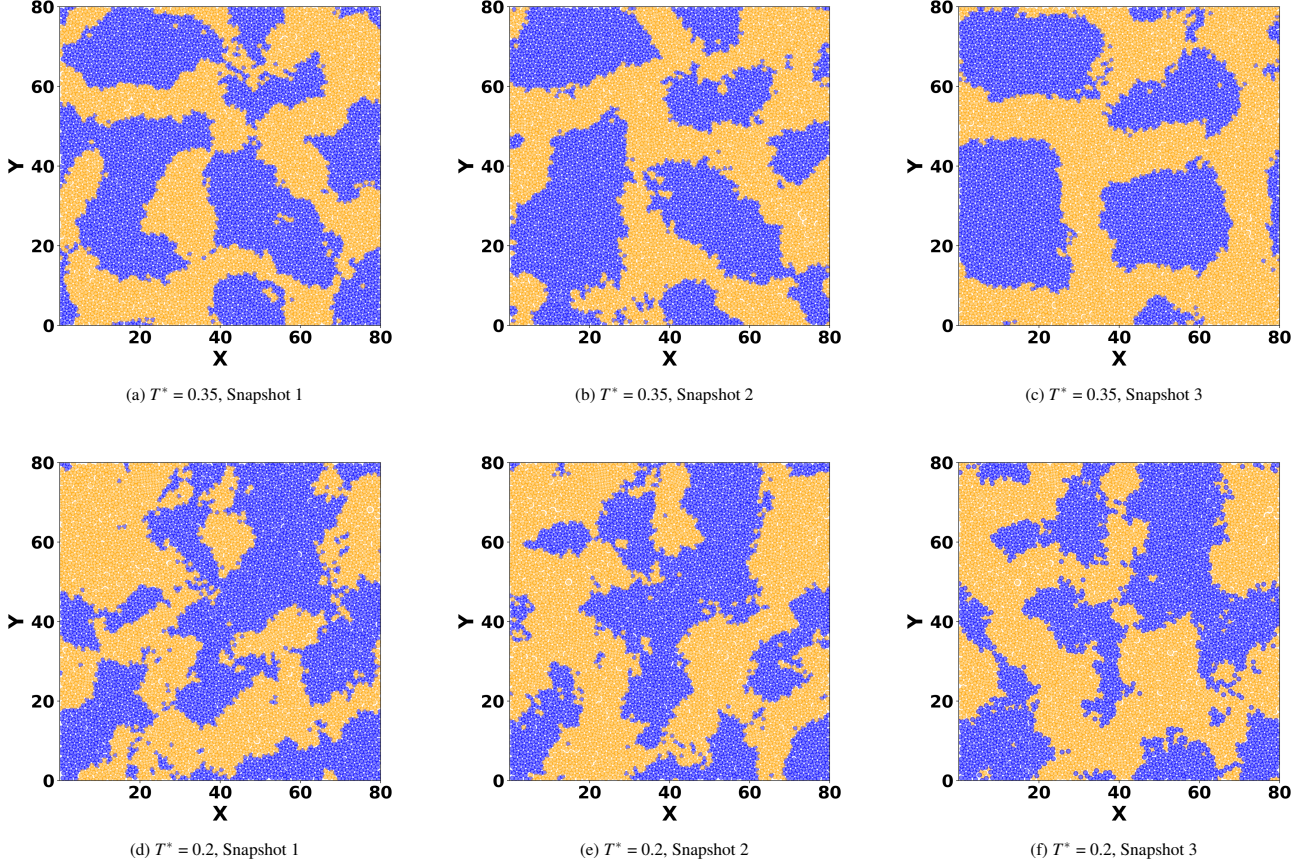 80
60
40
20
0
Y
20 40 60 80
X
(a) T* = 0.35, Snapshot 1
80
60
40
20
0
Y
20 40 60 80
X
(b) T* = 0.35, Snapshot 2
80
60
40
20
0
Y
20 40 60 80
X
(c) T* = 0.35, Snapshot 3
80
60
40
20
0
Y
20 40 60 80
X
(d) T* = 0.2, Snapshot 1
80
60
40
20
0
Y
20 40 60 80
X
(e) T* = 0.2, Snapshot 2
80
60
40
20
0
Y
20 40 60 80
X
(f) T* = 0.2, Snapshot 3